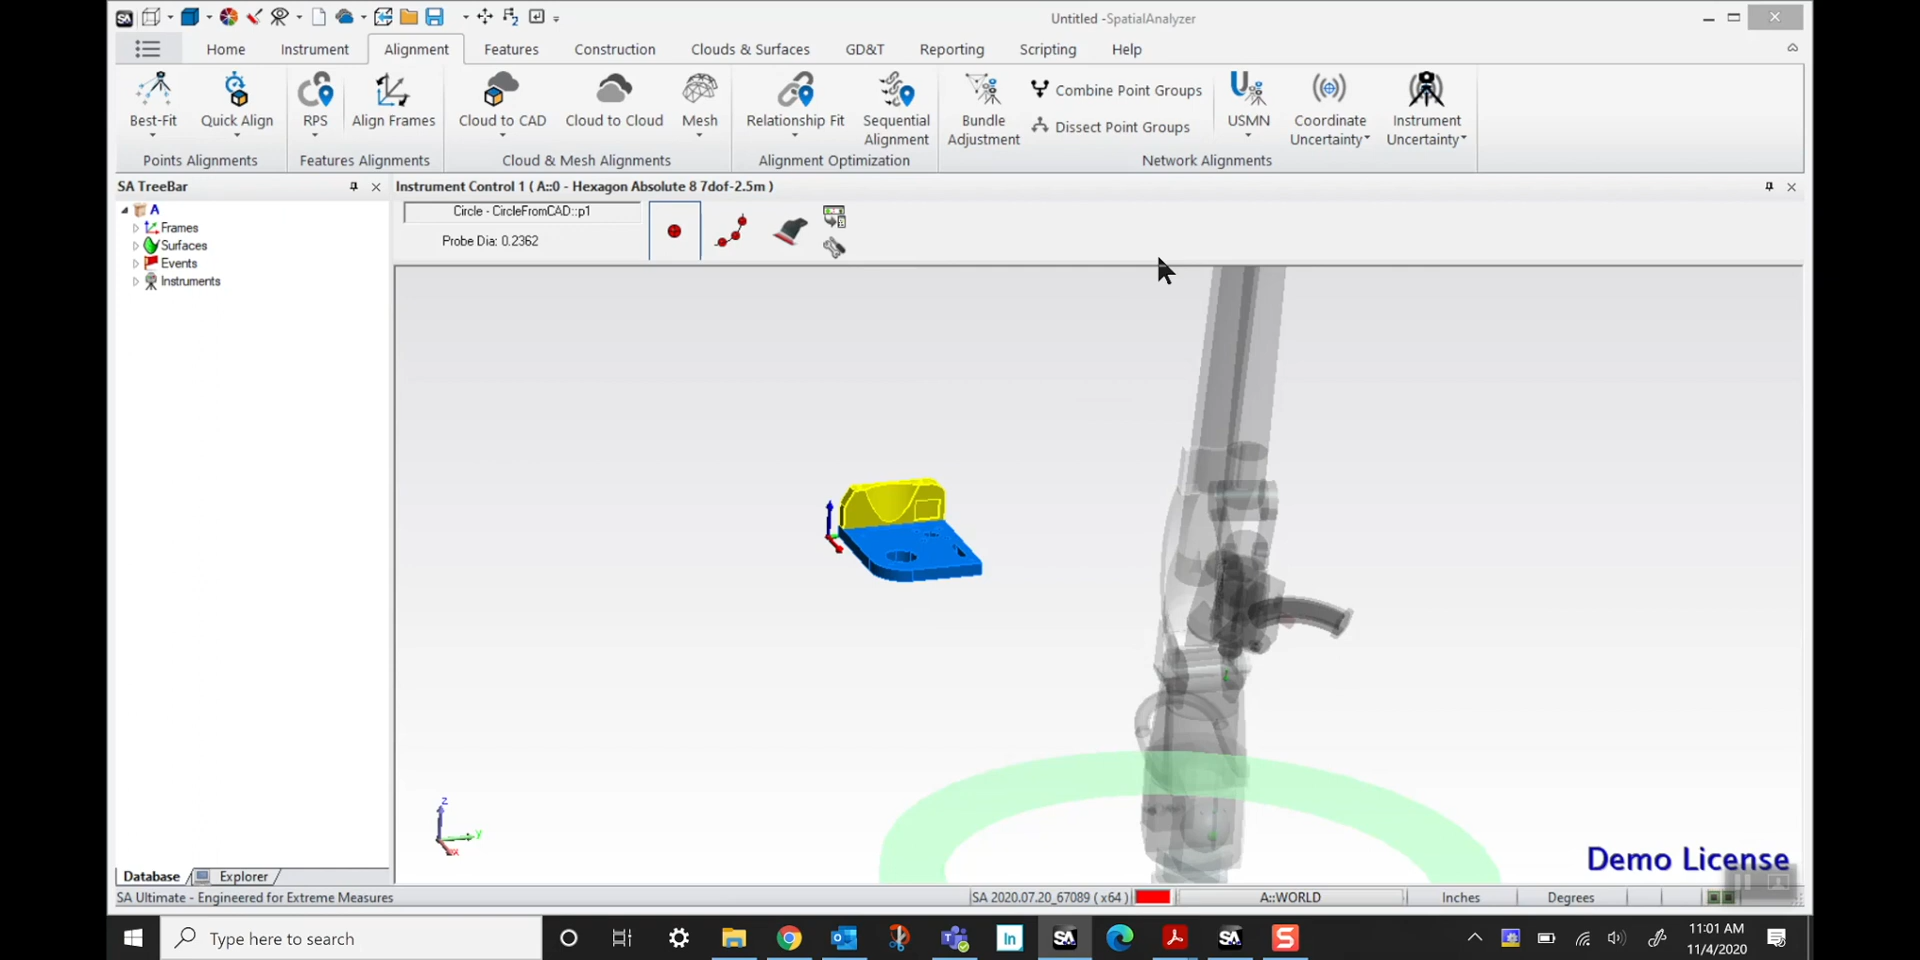 Untitled -SpatialAnalyzer
Home Instrument Alignment Features Construction Clouds & Surfaces GD&T Reporting Scripting Help
Best-Fit Quick Align RPS Align Frames Cloud to CAD Cloud to Cloud Mesh Relationship Fit Sequential Alignment Bundle Adjustment Combine Point Groups Dissect Point Groups USMN Coordinate Uncertainty Instrument Uncertainty
Points Alignments Features Alignments Cloud & Mesh Alignments Alignment Optimization Network Alignments
SA TreeBar
Instrument Control 1 ( A::0 - Hexagon Absolute 8 7dof-2.5m )
A
Frames
Surfaces
Events
Instruments
Circle - CircleFromCAD::p1
Probe Dia: 0.2362
z
y
x
Demo License
Database Explorer
SA Ultimate - Engineered for Extreme Measures
SA 2020.07.20_67089 ( x64 ) A::WORLD Inches Degrees
Type here to search
11:01 AM
11/4/2020